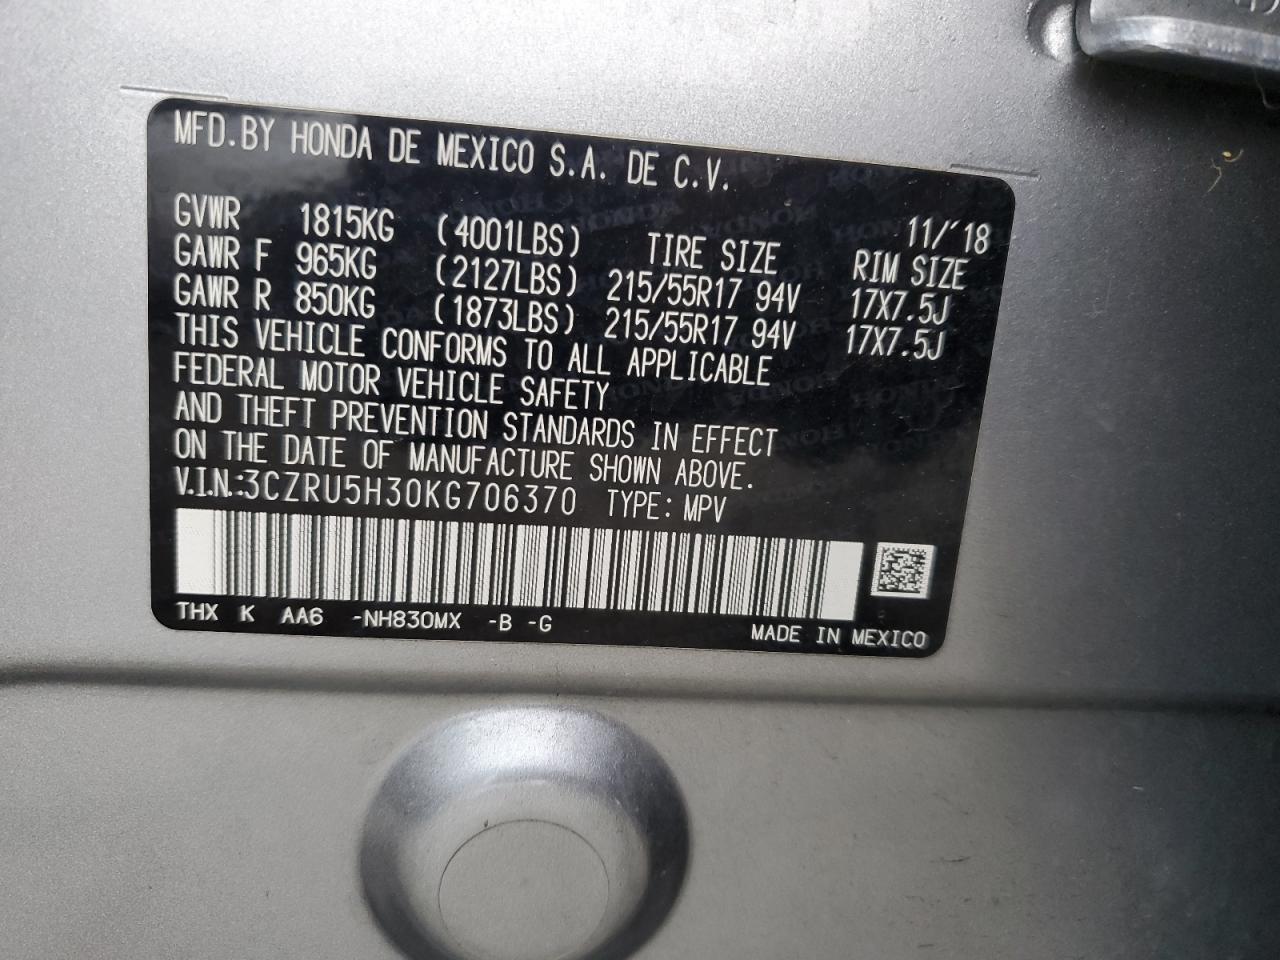 MFD.BY HONDA DE MEXICO S.A. DE C.V.
11/'18
GVWR 1815KG (4001LBS) TIRE SIZE RIM SIZE
GAWR F 965KG (2127LBS) 215/55R17 94V 17X7.5J
GAWR R 850KG (1873LBS) 215/55R17 94V 17X7.5J
THIS VEHICLE CONFORMS TO ALL APPLICABLE
FEDERAL MOTOR VEHICLE SAFETY
AND THEFT PREVENTION STANDARDS IN EFFECT
ON THE DATE OF MANUFACTURE SHOWN ABOVE.
V.I.N.:3CZRU5H30KG706370 TYPE: MPV
THX K AA6 -NH830MX -B -G
MADE IN MEXICO